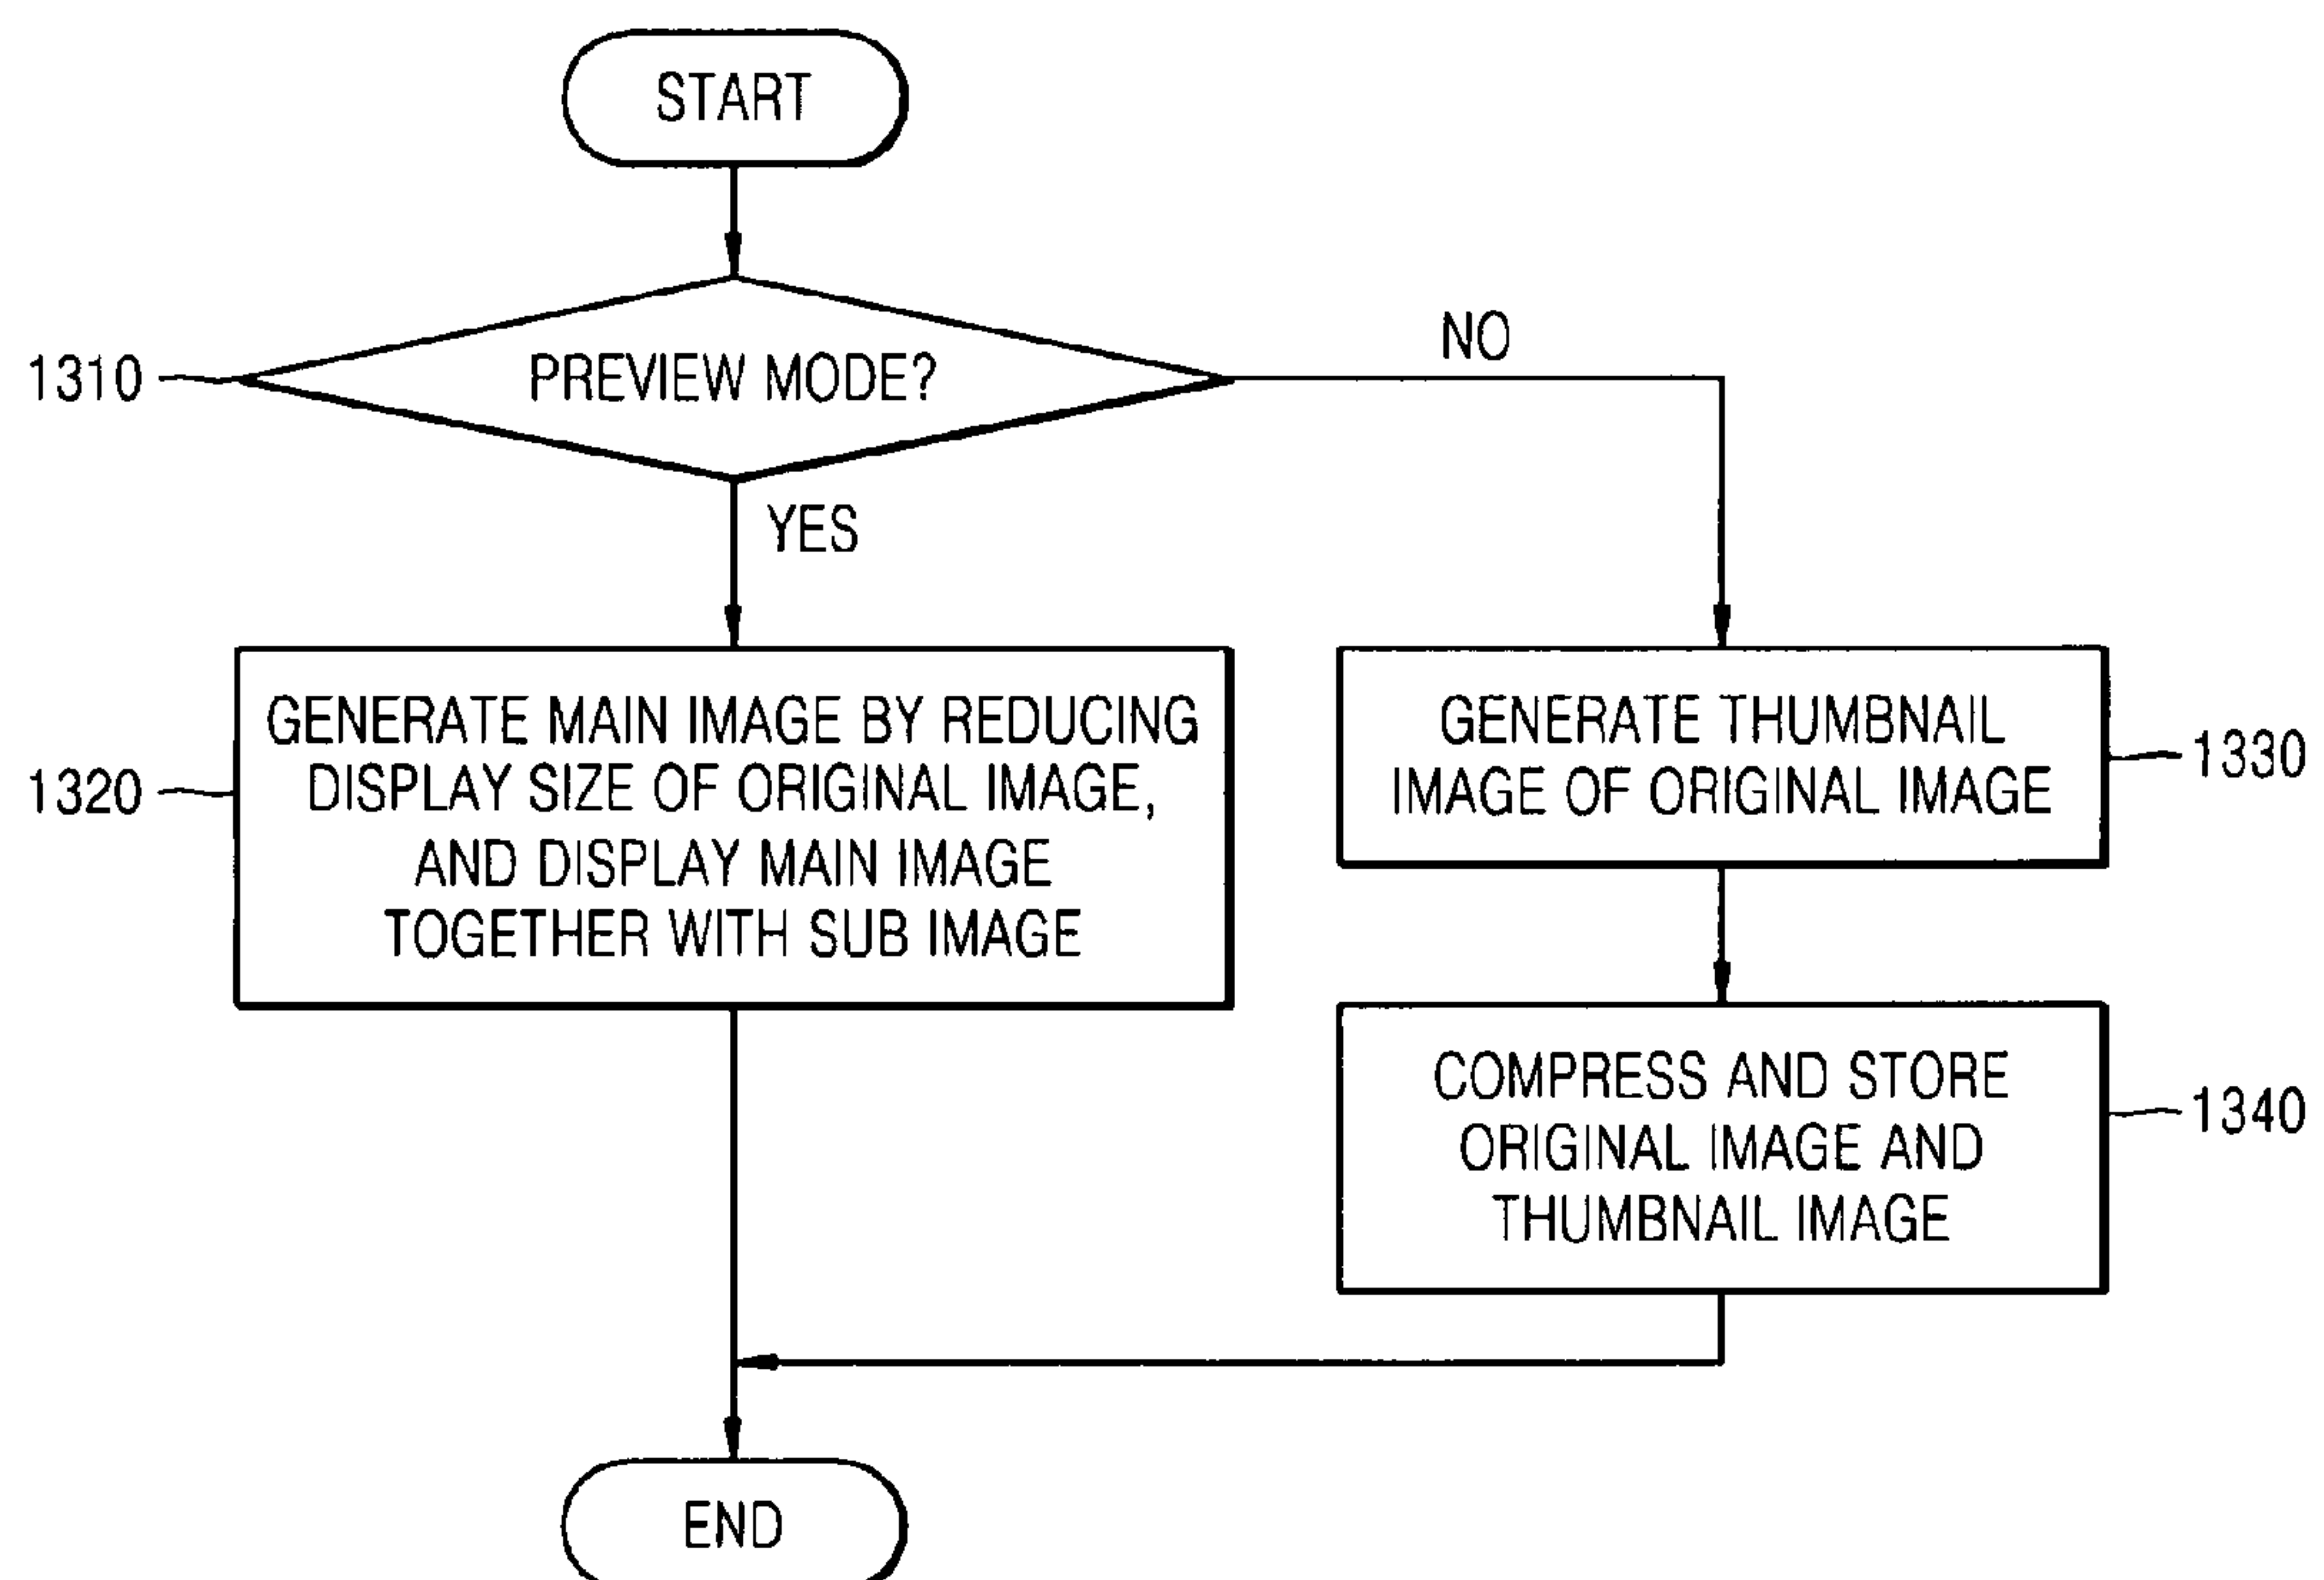 START
1310
PREVIEW MODE?
NO
YES
1320
GENERATE MAIN IMAGE BY REDUCING
DISPLAY SIZE OF ORIGINAL IMAGE,
AND DISPLAY MAIN IMAGE
TOGETHER WITH SUB IMAGE
GENERATE THUMBNAIL
IMAGE OF ORIGINAL IMAGE
1330
COMPRESS AND STORE
ORIGINAL IMAGE AND
THUMBNAIL IMAGE
1340
END